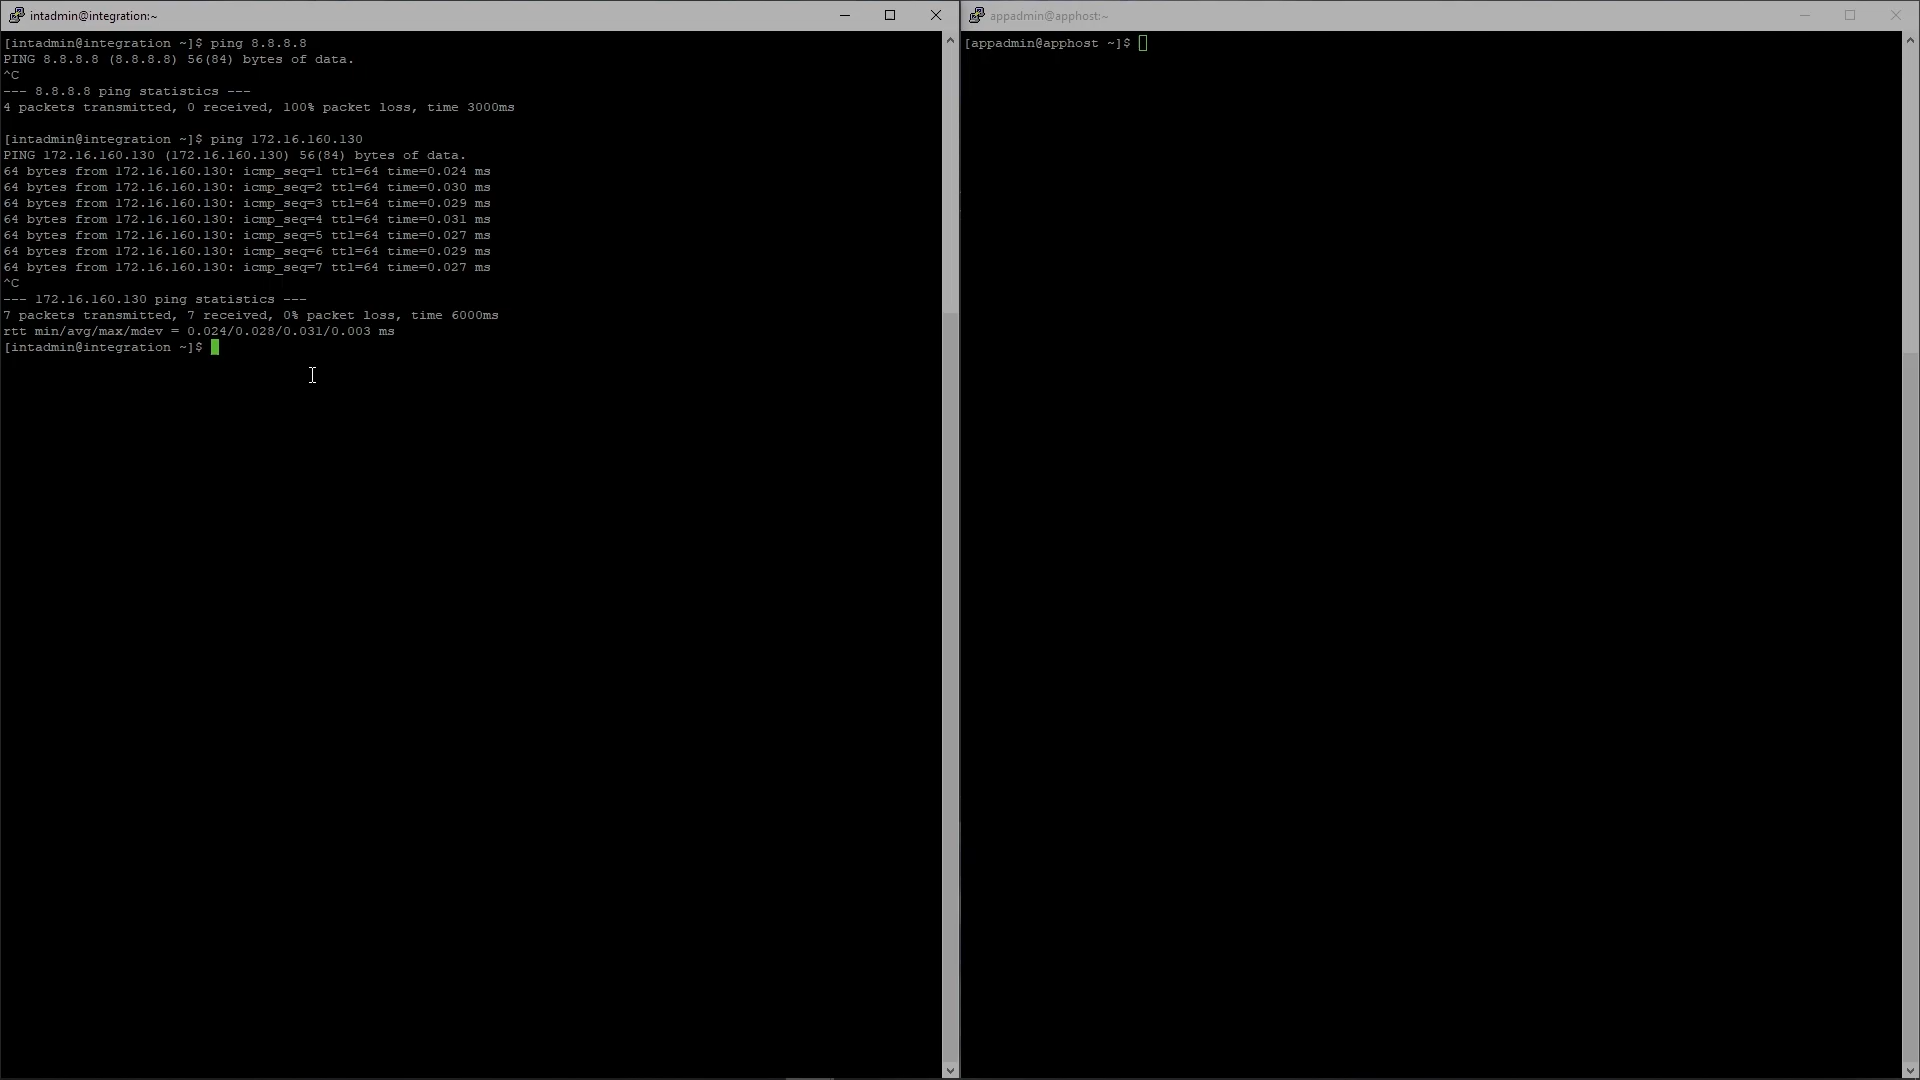 intadmin@integration:~
[intadmin@integration ~]$ ping 8.8.8.8
PING 8.8.8.8 (8.8.8.8) 56(84) bytes of data.
^C
--- 8.8.8.8 ping statistics ---
4 packets transmitted, 0 received, 100% packet loss, time 3000ms
[intadmin@integration ~]$ ping 172.16.160.130
PING 172.16.160.130 (172.16.160.130) 56(84) bytes of data.
64 bytes from 172.16.160.130: icmp_seq=1 ttl=64 time=0.024 ms
64 bytes from 172.16.160.130: icmp_seq=2 ttl=64 time=0.030 ms
64 bytes from 172.16.160.130: icmp_seq=3 ttl=64 time=0.029 ms
64 bytes from 172.16.160.130: icmp_seq=4 ttl=64 time=0.031 ms
64 bytes from 172.16.160.130: icmp_seq=5 ttl=64 time=0.027 ms
64 bytes from 172.16.160.130: icmp_seq=6 ttl=64 time=0.029 ms
64 bytes from 172.16.160.130: icmp_seq=7 ttl=64 time=0.027 ms
^C
--- 172.16.160.130 ping statistics ---
7 packets transmitted, 7 received, 0% packet loss, time 6000ms
rtt min/avg/max/mdev = 0.024/0.028/0.031/0.003 ms
[intadmin@integration ~]$
appadmin@apphost:~
[appadmin@apphost ~]$